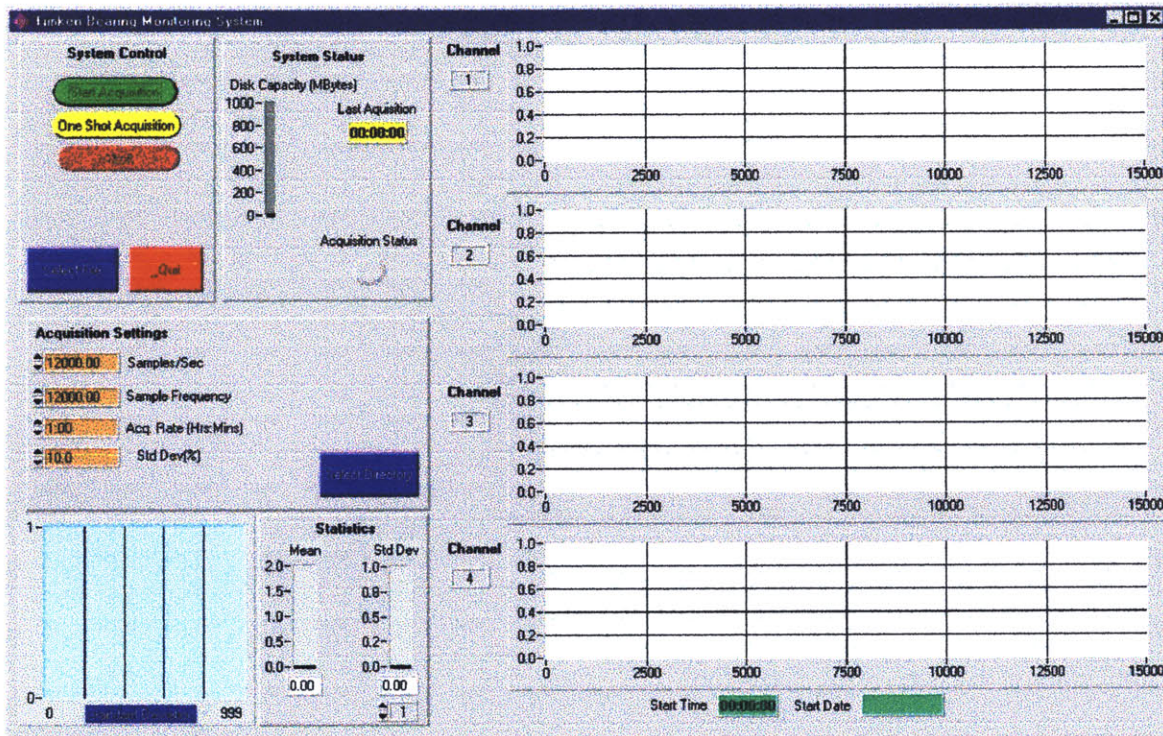 Timken Bearing Monitoring System
System Control
Start Acquisition
One Shot Acquisition
Select File
_Quit
System Status
Disk Capacity (MBytes)
1000
800
600
400
200
0
Last Aquisition
00:00:00
Acquisition Status
Acquisition Settings
12000.00 Samples/Sec
12000.00 Sample Frequency
1:00 Acq. Rate (Hrs:Mins)
10.0 Std Dev(%)
Select Directory
1
0
0
999
Statistics
Mean
2.0
1.5
1.0
0.5
0.0
0.00
Std Dev
1.0
0.8
0.5
0.2
0.0
0.00
1
Channel
1
1.0
0.8
0.6
0.4
0.2
0.0
0 2500 5000 7500 10000 12500 15000
Channel
2
1.0
0.8
0.6
0.4
0.2
0.0
0 2500 5000 7500 10000 12500 15000
Channel
3
1.0
0.8
0.6
0.4
0.2
0.0
0 2500 5000 7500 10000 12500 15000
Channel
4
1.0
0.8
0.6
0.4
0.2
0.0
0 2500 5000 7500 10000 12500 15000
Start Time 00:00:00 Start Date